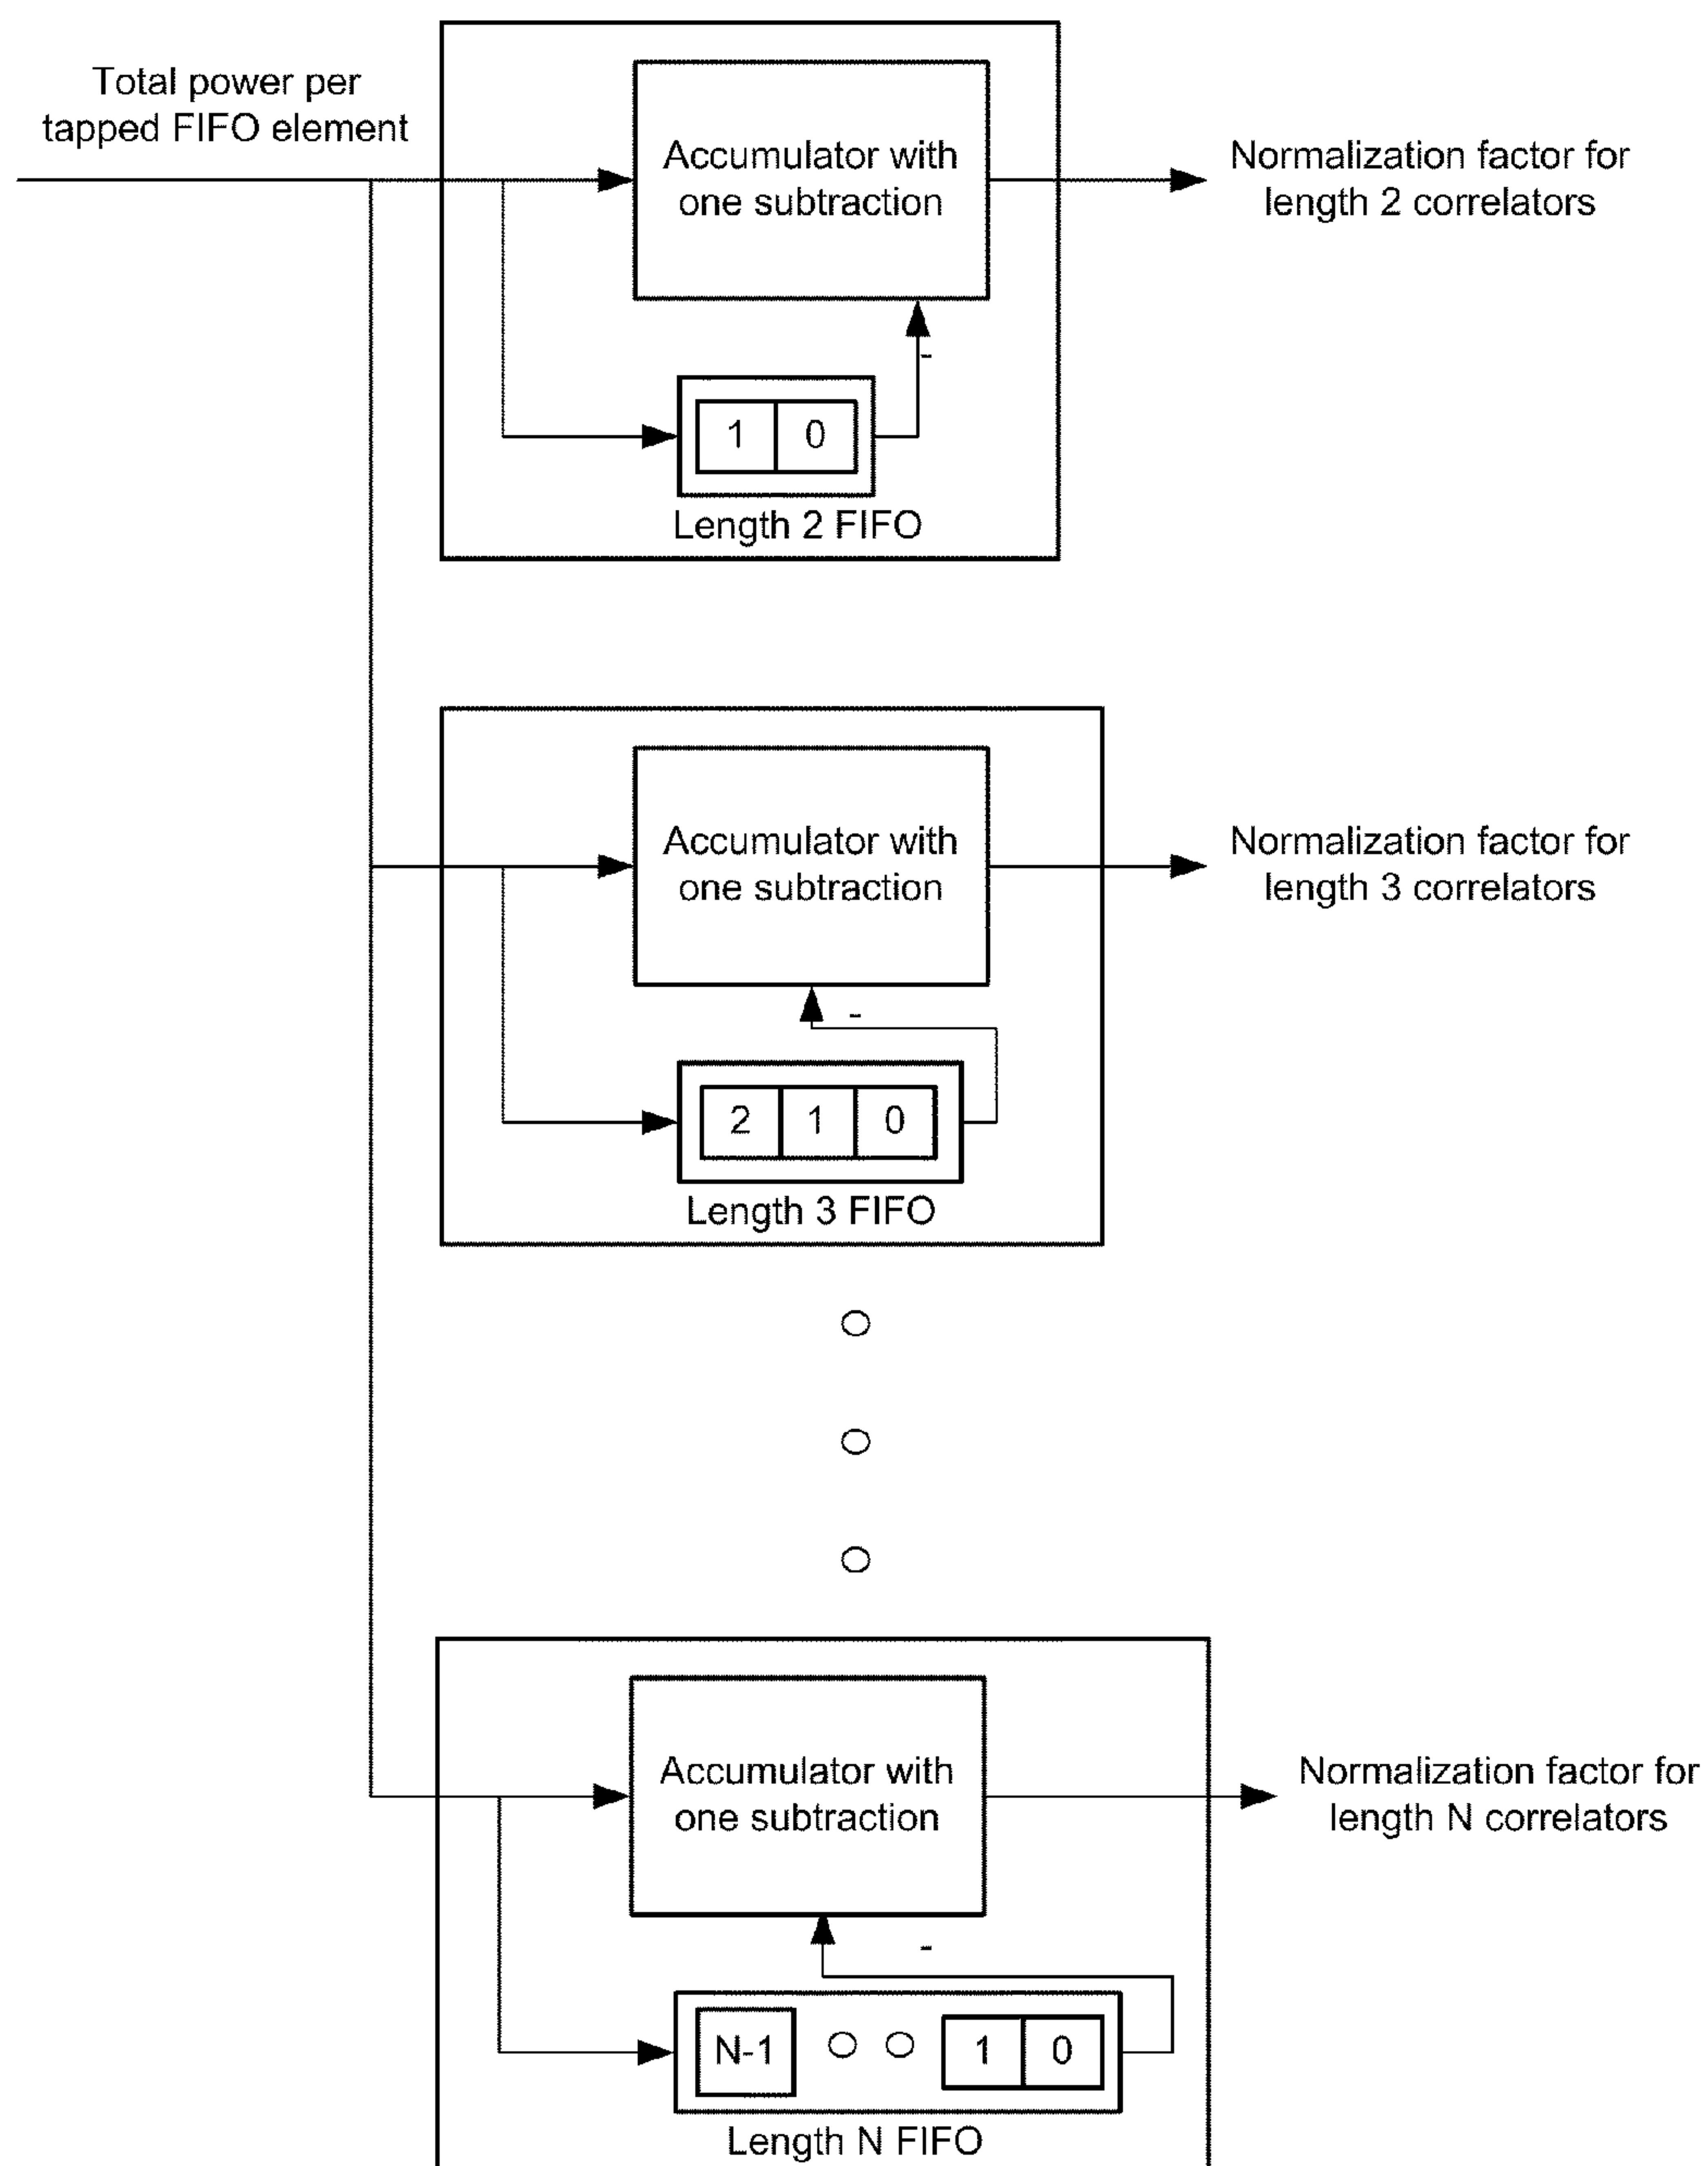 Total power per
tapped FIFO element
Accumulator with
one subtraction
Normalization factor for
length 2 correlators
-
1 0
Length 2 FIFO
Accumulator with
one subtraction
Normalization factor for
length 3 correlators
-
2 1 0
Length 3 FIFO
Accumulator with
one subtraction
Normalization factor for
length N correlators
-
N-1 1 0
Length N FIFO